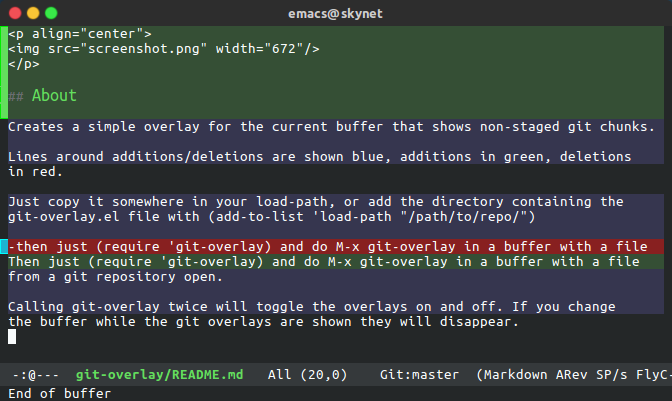 emacs@skynet
<p align="center">
<img src="screenshot.png" width="672"/>
</p>
## About
Creates a simple overlay for the current buffer that shows non-staged git chunks.
Lines around additions/deletions are shown blue, additions in green, deletions
in red.
Just copy it somewhere in your load-path, or add the directory containing the
git-overlay.el file with (add-to-list 'load-path "/path/to/repo/")
-then just (require 'git-overlay) and do M-x git-overlay in a buffer with a file
Then just (require 'git-overlay) and do M-x git-overlay in a buffer with a file
from a git repository open.
Calling git-overlay twice will toggle the overlays on and off. If you change
the buffer while the git overlays are shown they will disappear.
-:@--- git-overlay/README.md All (20,0) Git:master (Markdown ARev SP/s FlyC-
End of buffer